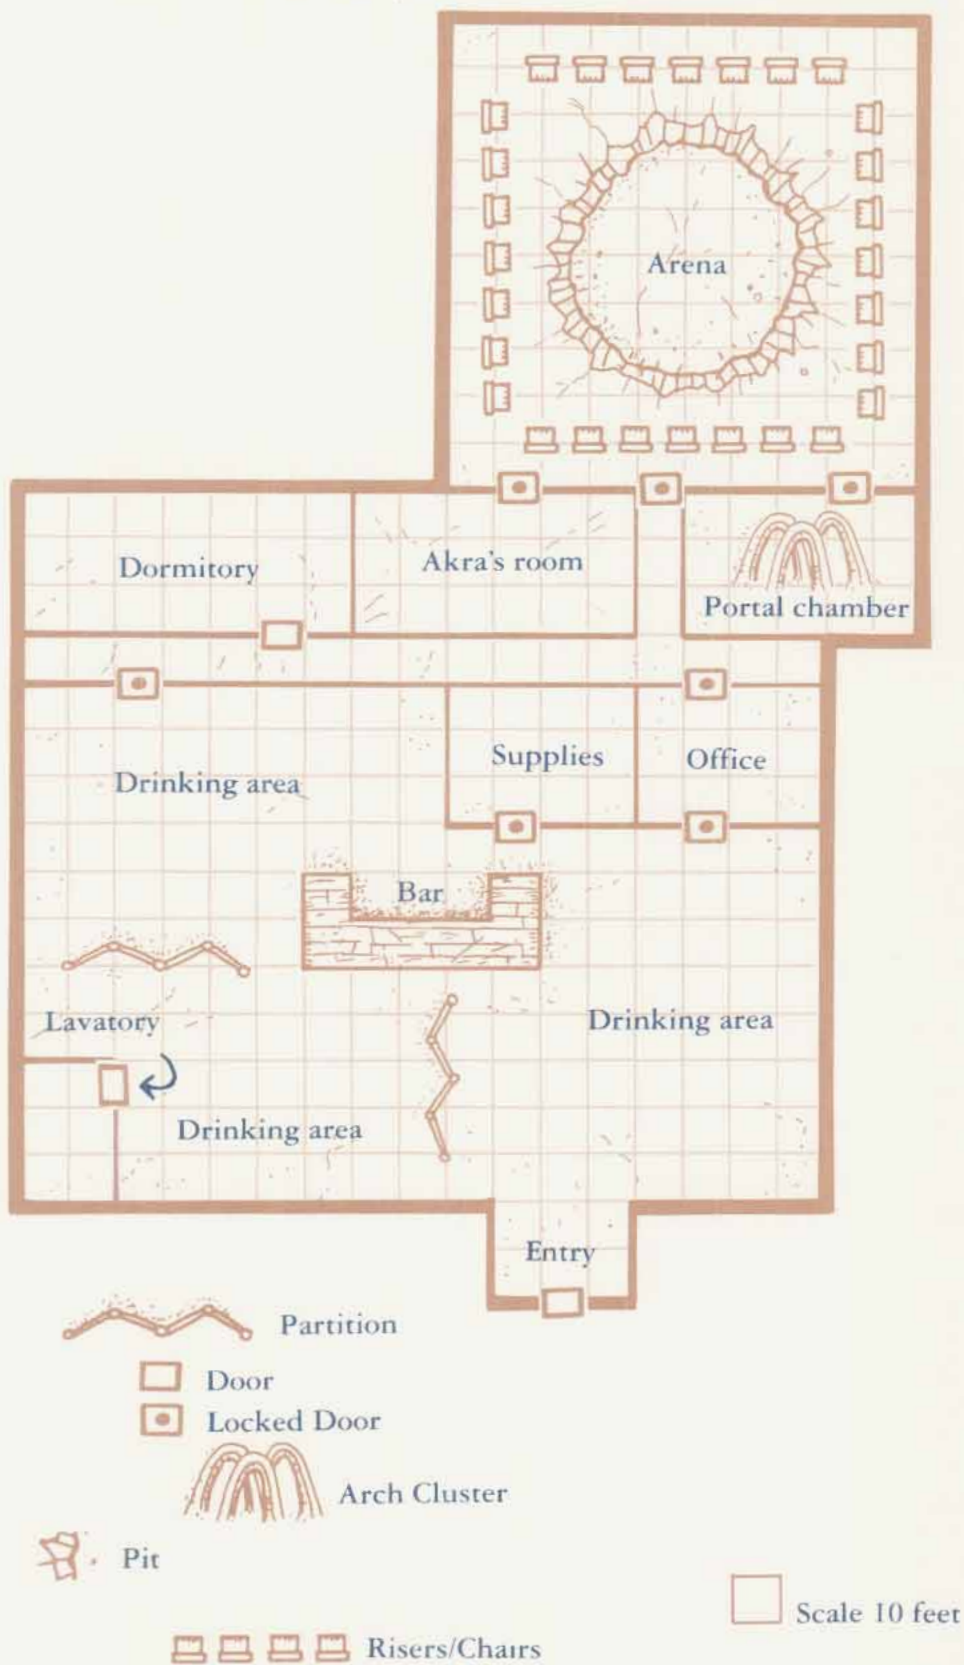 Arena
Dormitory
Akra's room
Portal chamber
Drinking area
Supplies
Office
Bar
Lavatory
Drinking area
Drinking area
Entry
Partition
Door
Locked Door
Arch Cluster
Pit
Scale 10 feet
Risers/Chairs